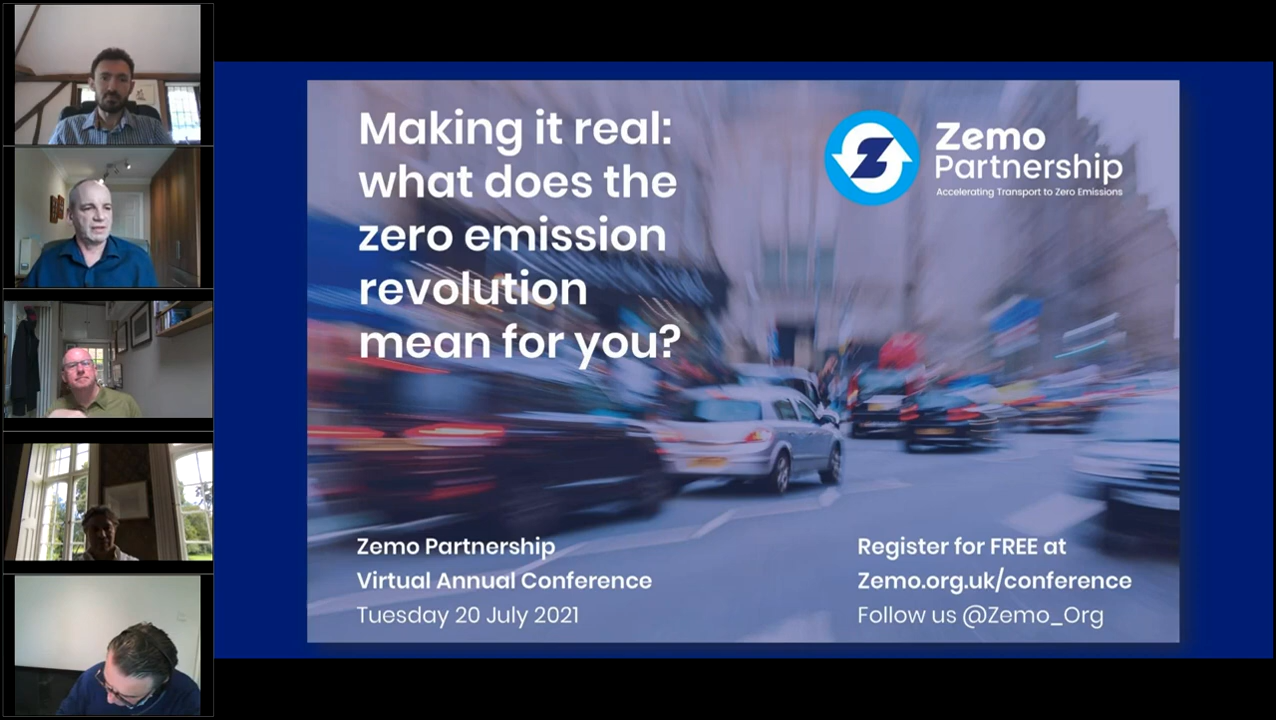 Making it real:
what does the
zero emission
revolution
mean for you?
Zemo
Partnership
Accelerating Transport to Zero Emissions
Zemo Partnership
Virtual Annual Conference
Tuesday 20 July 2021
Register for FREE at
Zemo.org.uk/conference
Follow us @Zemo_Org